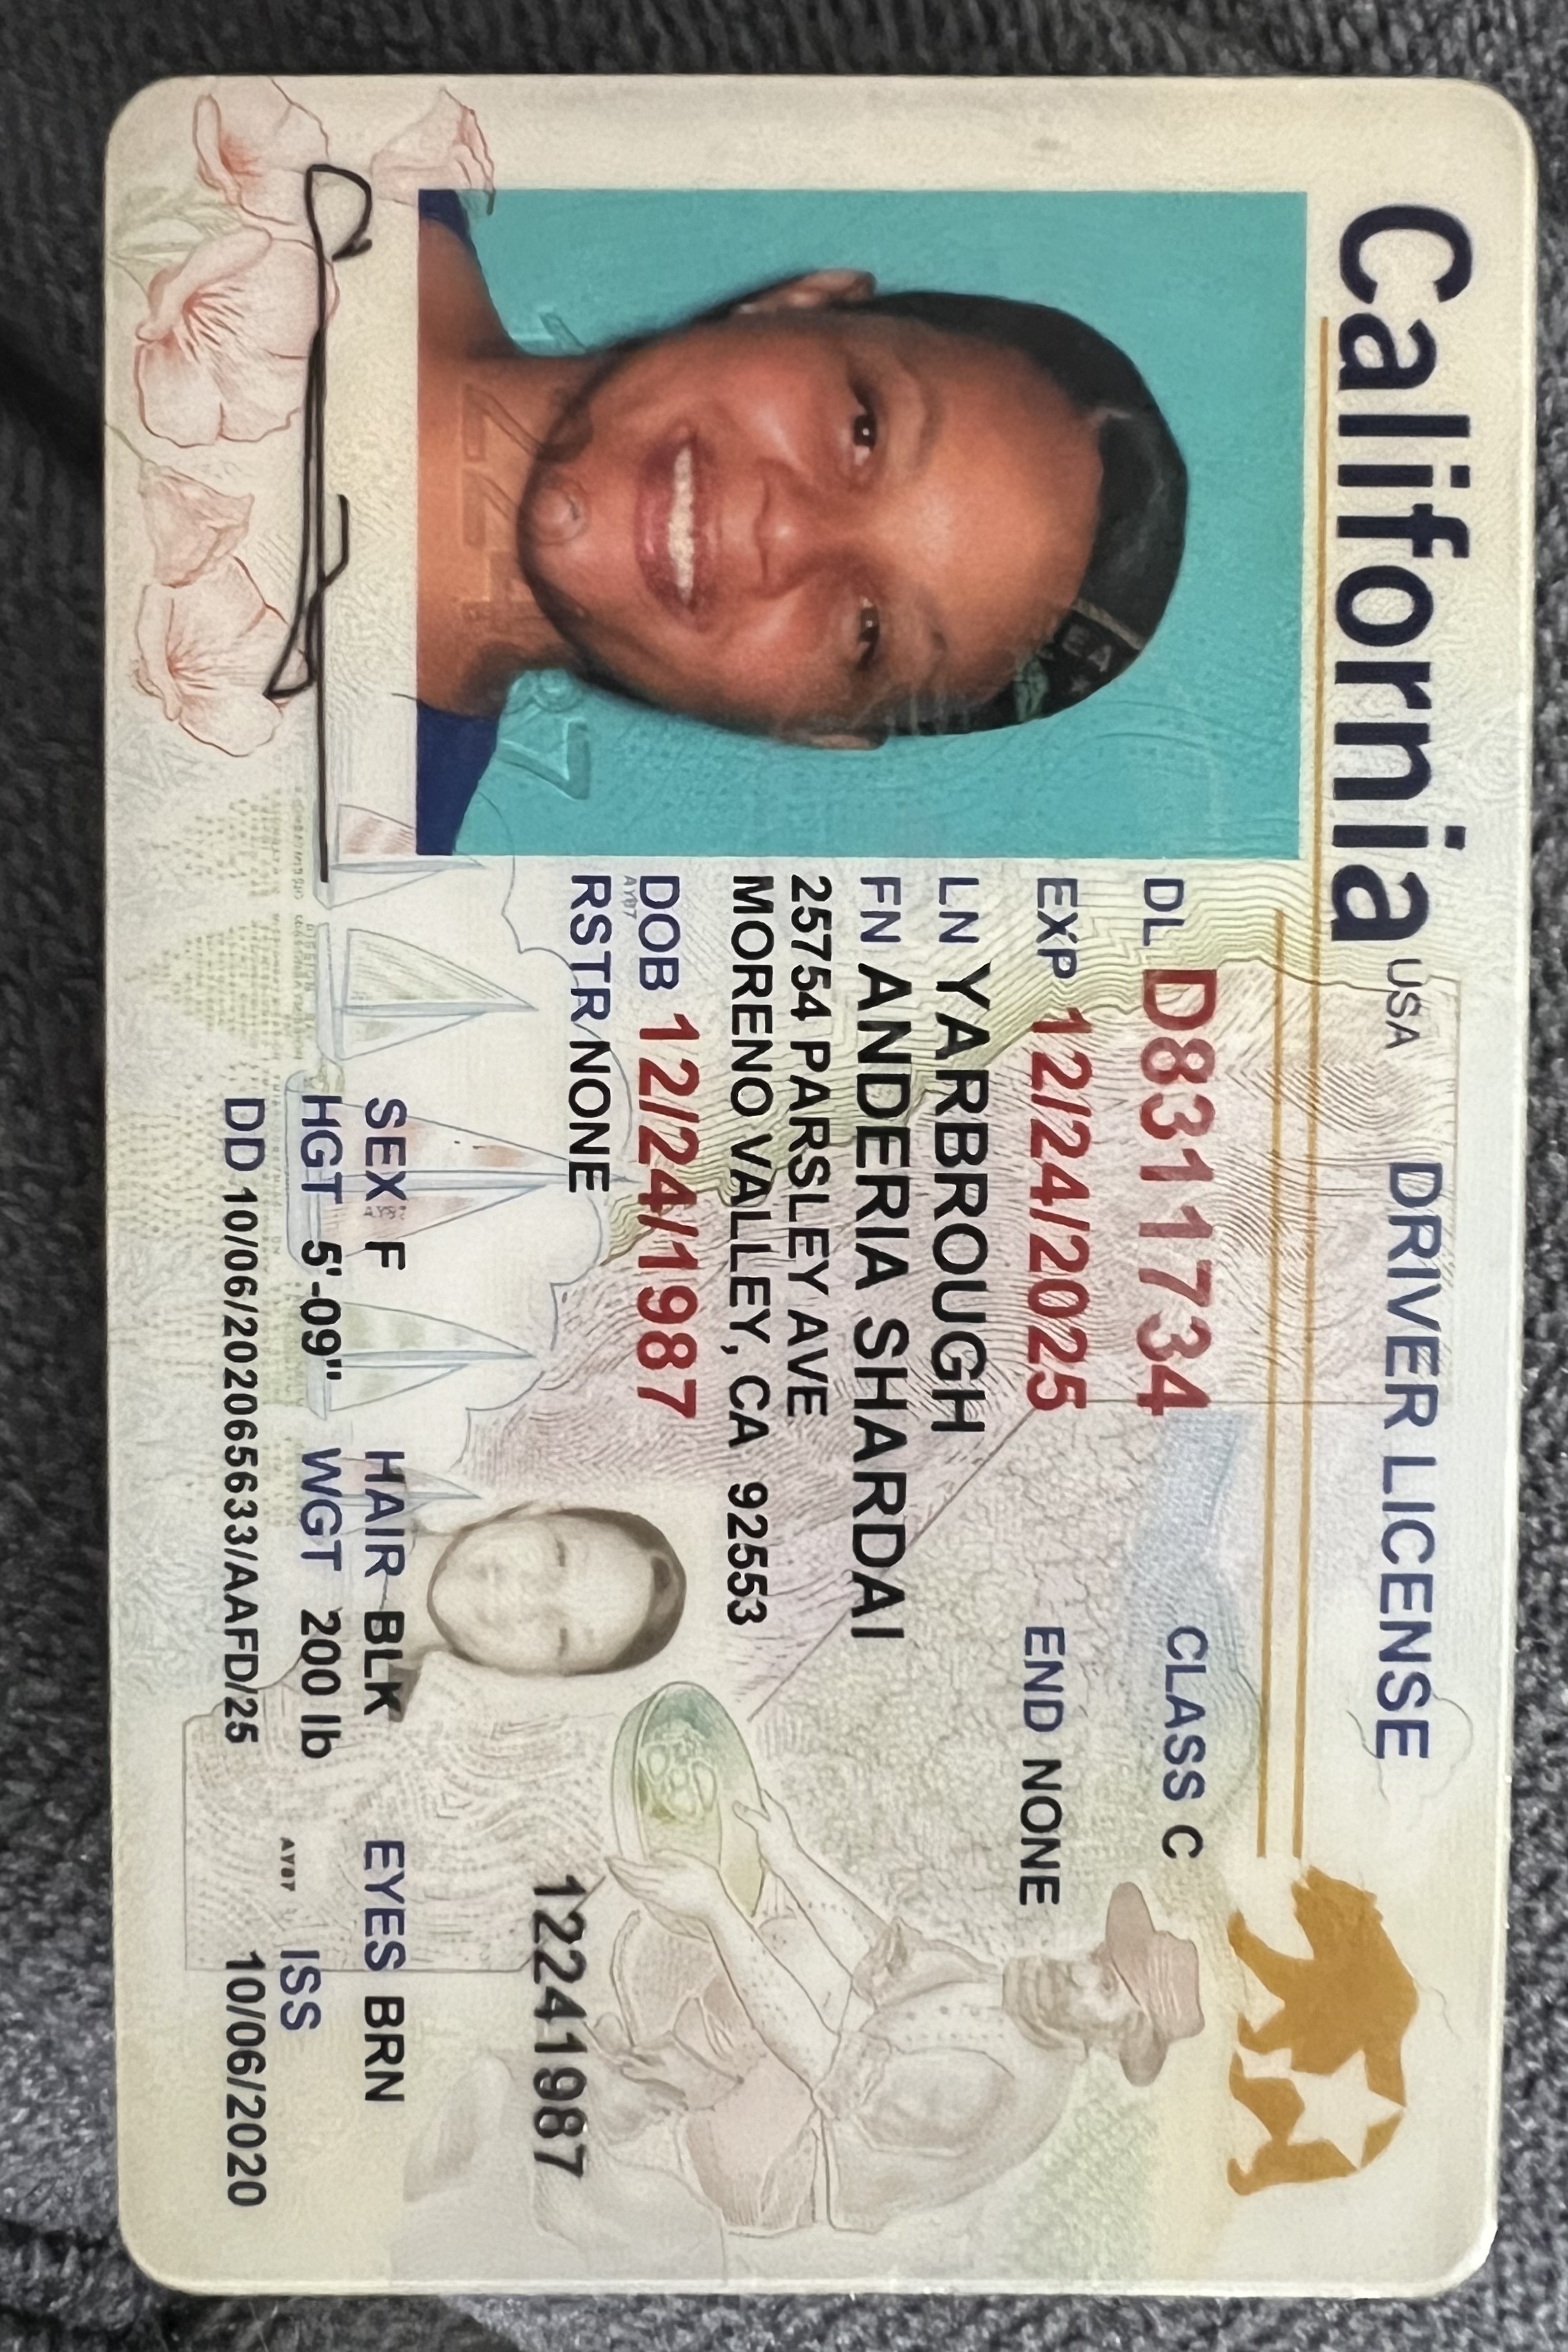 California USA DRIVER LICENSE
DL D8311734 CLASS C
EXP 12/24/2025 END NONE
LN YARBROUGH
FN ANDERIA SHARDAI
25754 PARSLEY AVE
MORENO VALLEY, CA 92553
DOB 12/24/1987
RSTR NONE
12241987
SEX F HAIR BLK EYES BRN
HGT 5'-09" WGT 200 lb ISS
DD 10/06/202065633/AAFD/25 10/06/2020